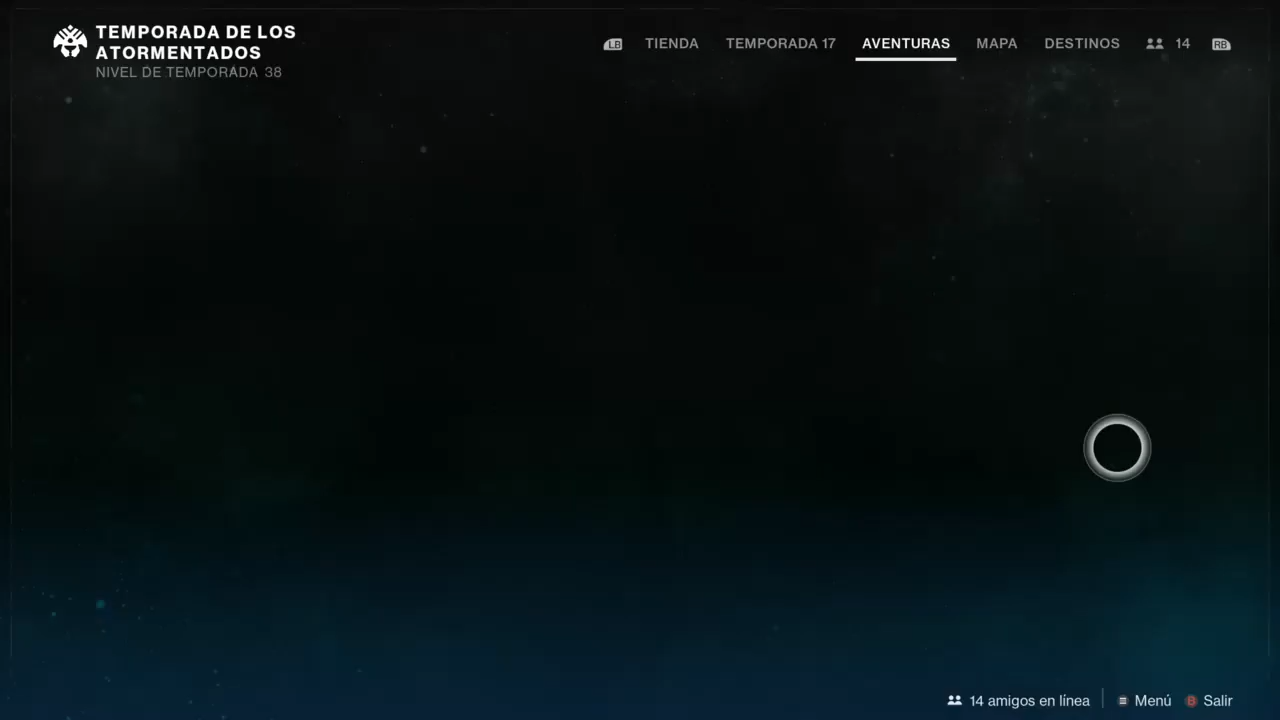 TEMPORADA DE LOS
ATORMENTADOS
NIVEL DE TEMPORADA 38
LB TIENDA TEMPORADA 17 AVENTURAS MAPA DESTINOS 14 RB
14 amigos en línea Menú B Salir